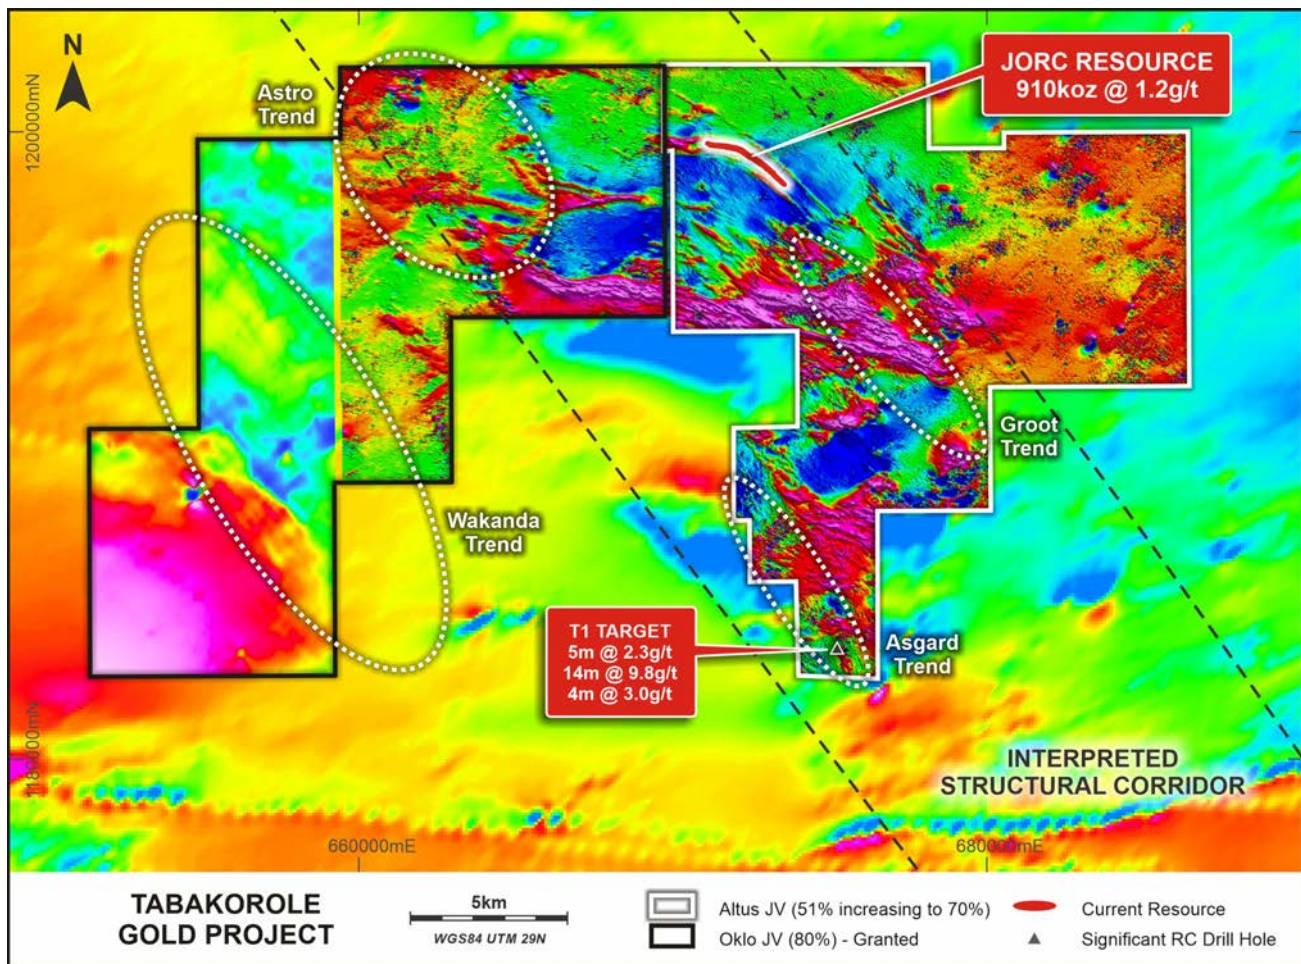 N
Astro
Trend
JORC RESOURCE
910koz @ 1.2g/t
1200000mN
Groot
Trend
Wakanda
Trend
T1 TARGET
5m @ 2.3g/t
14m @ 9.8g/t
4m @ 3.0g/t
Asgard
Trend
1180000mN
INTERPRETED
STRUCTURAL CORRIDOR
660000mE
680000mE
TABAKOROLE
GOLD PROJECT
5km
WGS84 UTM 29N
Altus JV (51% increasing to 70%)
Oklo JV (80%) - Granted
Current Resource
Significant RC Drill Hole